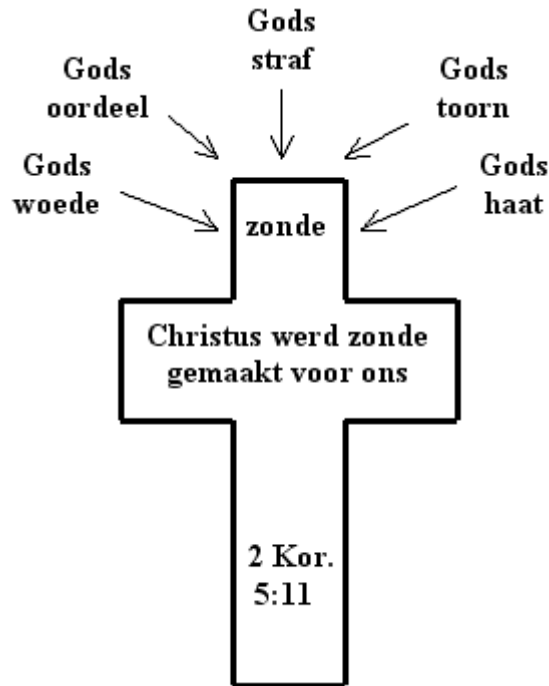 Gods
straf
Gods
oordeel
Gods
toorn
Gods
woede
Gods
haat
zonde
Christus werd zonde
gemaakt voor ons
2 Kor.
5:11